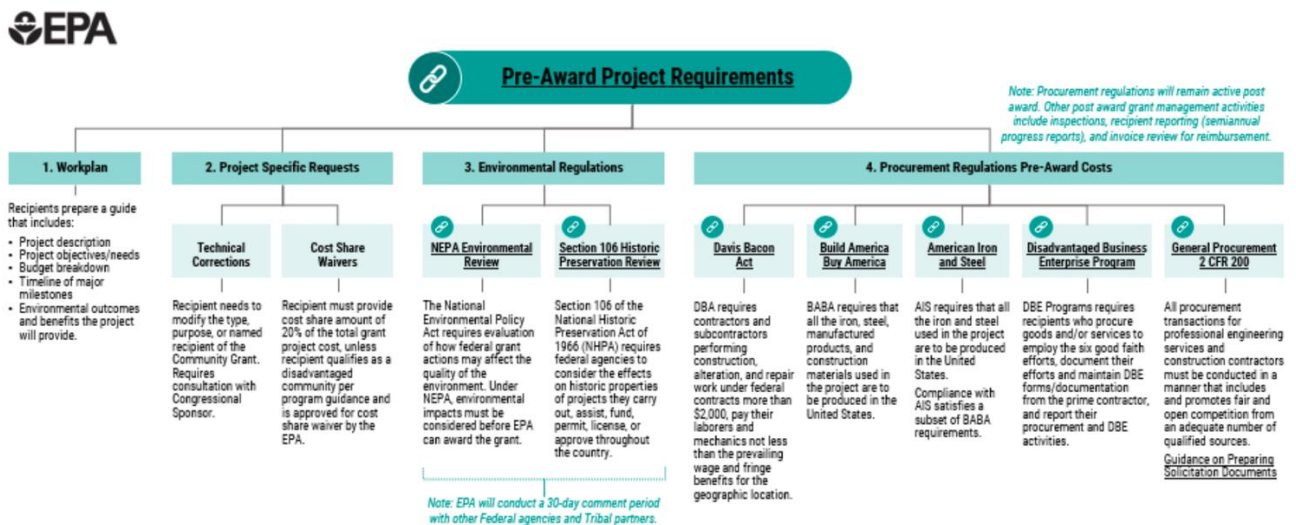 EPA
Pre-Award Project Requirements
Note: Procurement regulations will remain active post
award. Other post award grant management activities
include inspections, recipient reporting (semiannual
progress reports), and invoice review for reimbursement.
1. Workplan
Recipients prepare a guide
that includes:
• Project description
• Project objectives/needs
• Budget breakdown
• Timeline of major
milestones
• Environmental outcomes
and benefits the project
will provide.
2. Project Specific Requests
Technical
Corrections
Recipient needs to
modify the type,
purpose, or named
recipient of the
Community Grant.
Requires
consultation with
Congressional
Sponsor.
Cost Share
Waivers
Recipient must provide
cost share amount of
20% of the total grant
project cost, unless
recipient qualifies as a
disadvantaged
community per
program guidance and
is approved for cost
share waiver by the
EPA.
3. Environmental Regulations
NEPA Environmental
Review
The National
Environmental Policy
Act requires evaluation
of how federal grant
actions may affect the
quality of the
environment. Under
NEPA, environmental
impacts must be
considered before EPA
can award the grant.
Section 106 Historic
Preservation Review
Section 106 of the
National Historic
Preservation Act of
1966 (NHPA) requires
federal agencies to
consider the effects
on historic properties
of projects they carry
out, assist, fund,
permit, license, or
approve throughout
the country.
Note: EPA will conduct a 30-day comment period
with other Federal agencies and Tribal partners.
4. Procurement Regulations Pre-Award Costs
Davis Bacon
Act
DBA requires
contractors and
subcontractors
performing
construction,
alteration, and repair
work under federal
contracts more than
$2,000, pay their
laborers and
mechanics not less
than the prevailing
wage and fringe
benefits for the
geographic location.
Build America
Buy America
BABA requires that
all the iron, steel,
manufactured
products, and
construction
materials used in
the project are to
be produced in the
United States.
American Iron
and Steel
AIS requires that all
the iron and steel
used in the project
are to be produced
in the United
States.
Compliance with
AIS satisfies a
subset of BABA
requirements.
Disadvantaged Business
Enterprise Program
DBE Programs requires
recipients who procure
goods and/or services to
employ the six good faith
efforts, document their
efforts and maintain DBE
forms/documentation
from the prime contractor,
and report their
procurement and DBE
activities.
General Procurement
2 CFR 200
All procurement
transactions for
professional engineering
services and
construction contractors
must be conducted in a
manner that includes
and promotes fair and
open competition from
an adequate number of
qualified sources.
Guidance on Preparing
Solicitation Documents